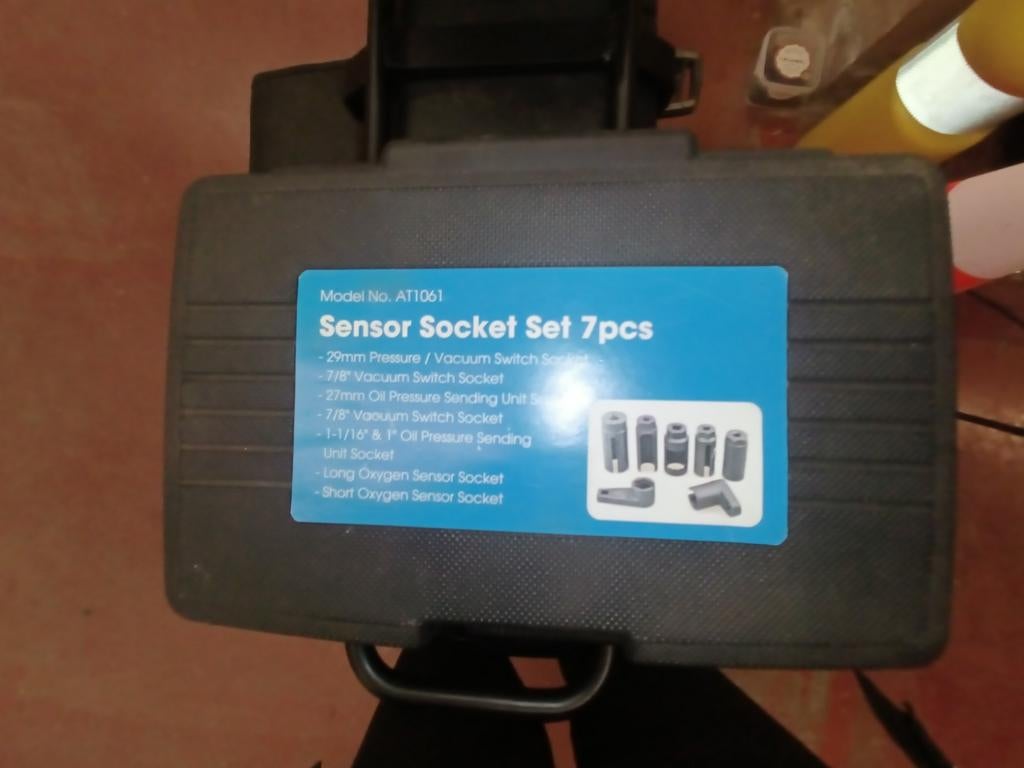 Model No. AT1061
Sensor Socket Set 7pcs
- 29mm Pressure / Vacuum Switch Socket
- 7/8" Vacuum Switch Socket
- 27mm Oil Pressure Sending Unit
- 7/8" Vacuum Switch Socket
- 1-1/16" & 1" Oil Pressure Sending
Unit Socket
- Long Oxygen Sensor Socket
- Short Oxygen Sensor Socket